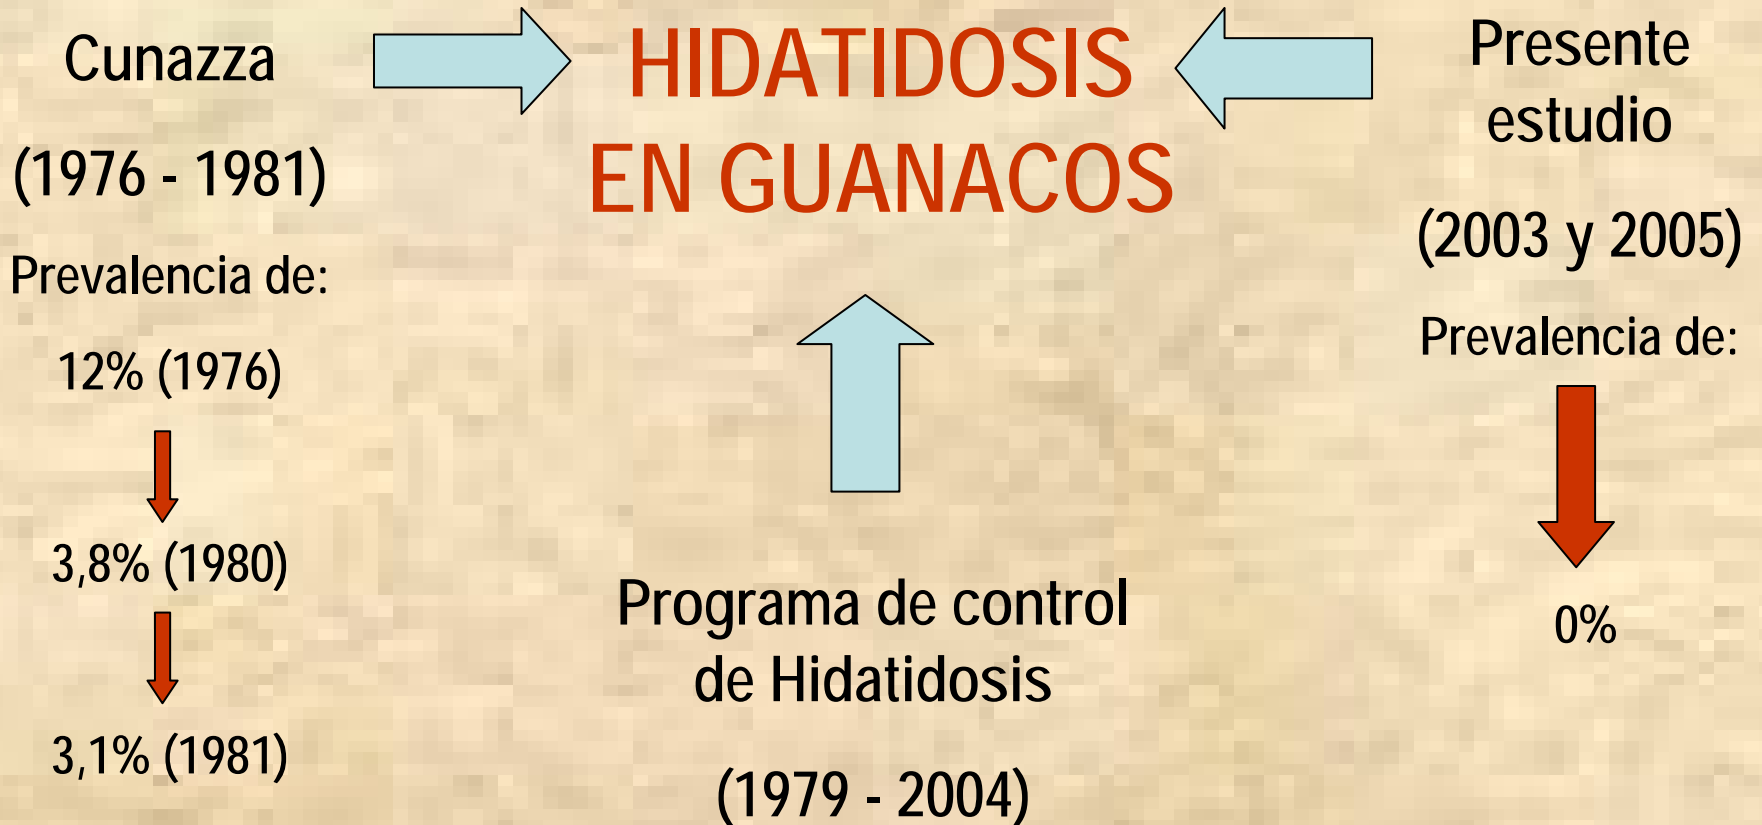 Cunazza
(1976 - 1981)
Prevalencia de:
12% (1976)
3,8% (1980)
3,1% (1981)
HIDATIDOSIS
EN GUANACOS
Programa de control
de Hidatidosis
(1979 - 2004)
Presente
estudio
(2003 y 2005)
Prevalencia de:
0%